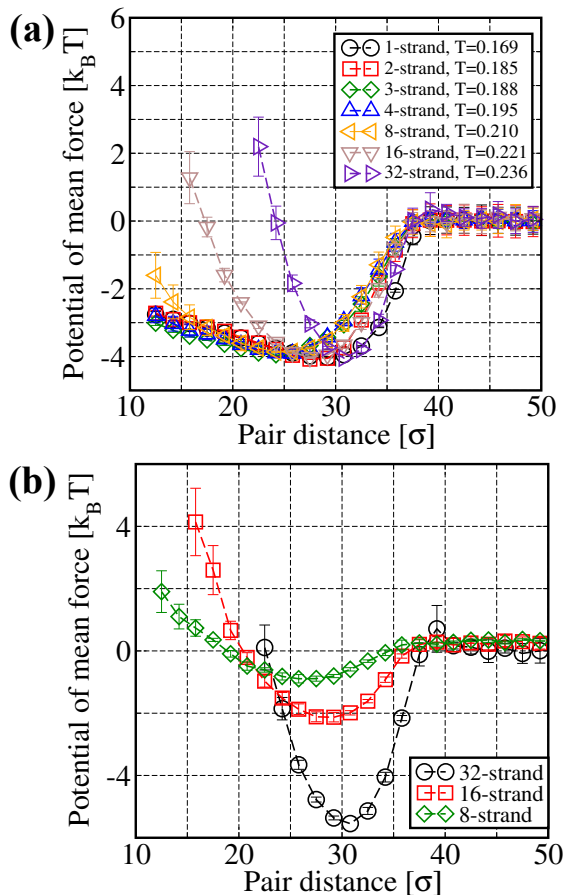 (a)
Potential of mean force [k_BT]
6
4
2
0
-2
-4
1-strand, T=0.169
2-strand, T=0.185
3-strand, T=0.188
4-strand, T=0.195
8-strand, T=0.210
16-strand, T=0.221
32-strand, T=0.236
10 20 30 40 50
Pair distance [σ]
(b)
Potential of mean force [k_BT]
4
0
-4
32-strand
16-strand
8-strand
10 20 30 40 50
Pair distance [σ]